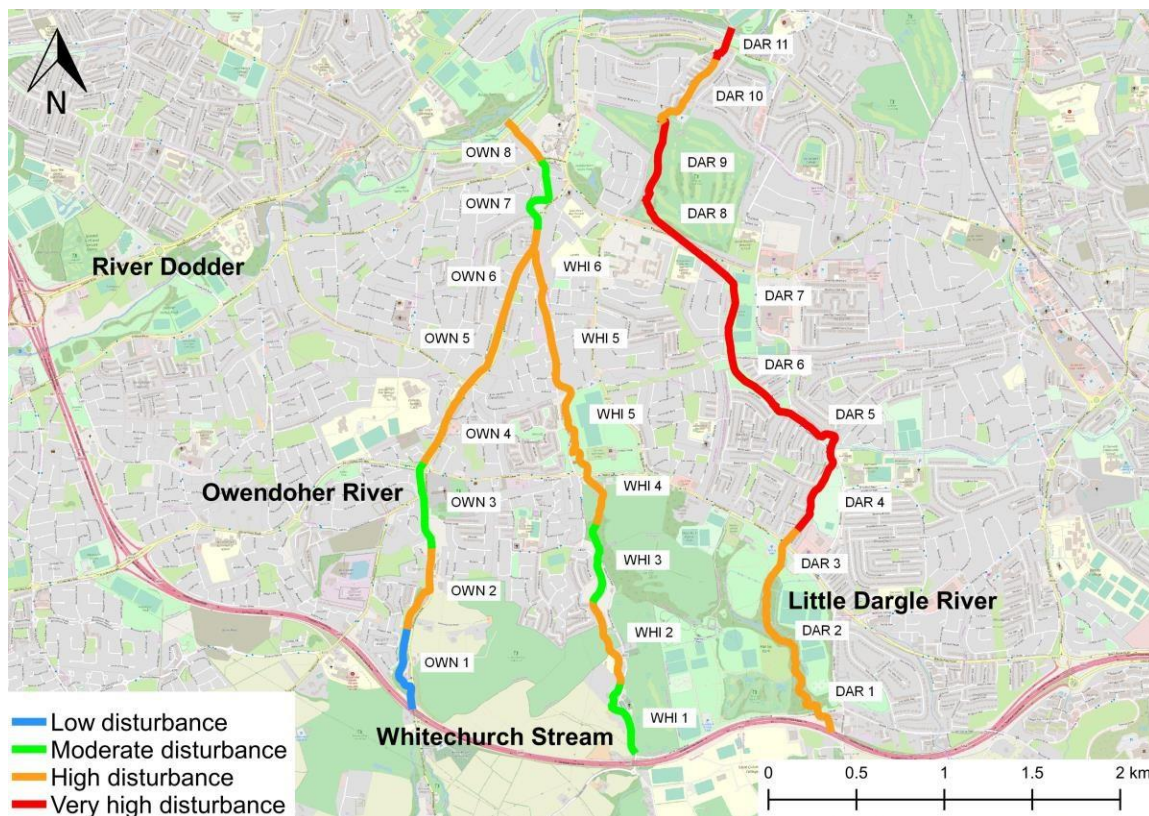 N
DAR 11
DAR 10
OWN 8
DAR 9
OWN 7
DAR 8
River Dodder
OWN 6
WHI 6
DAR 7
OWN 5
WHI 5
DAR 6
WHI 5
DAR 5
OWN 4
WHI 4
Owendoher River
OWN 3
DAR 4
WHI 3
DAR 3
OWN 2
Little Dargle River
WHI 2
DAR 2
OWN 1
DAR 1
WHI 1
Whitechurch Stream
Low disturbance
Moderate disturbance
High disturbance
Very high disturbance
0 0.5 1 1.5 2 km